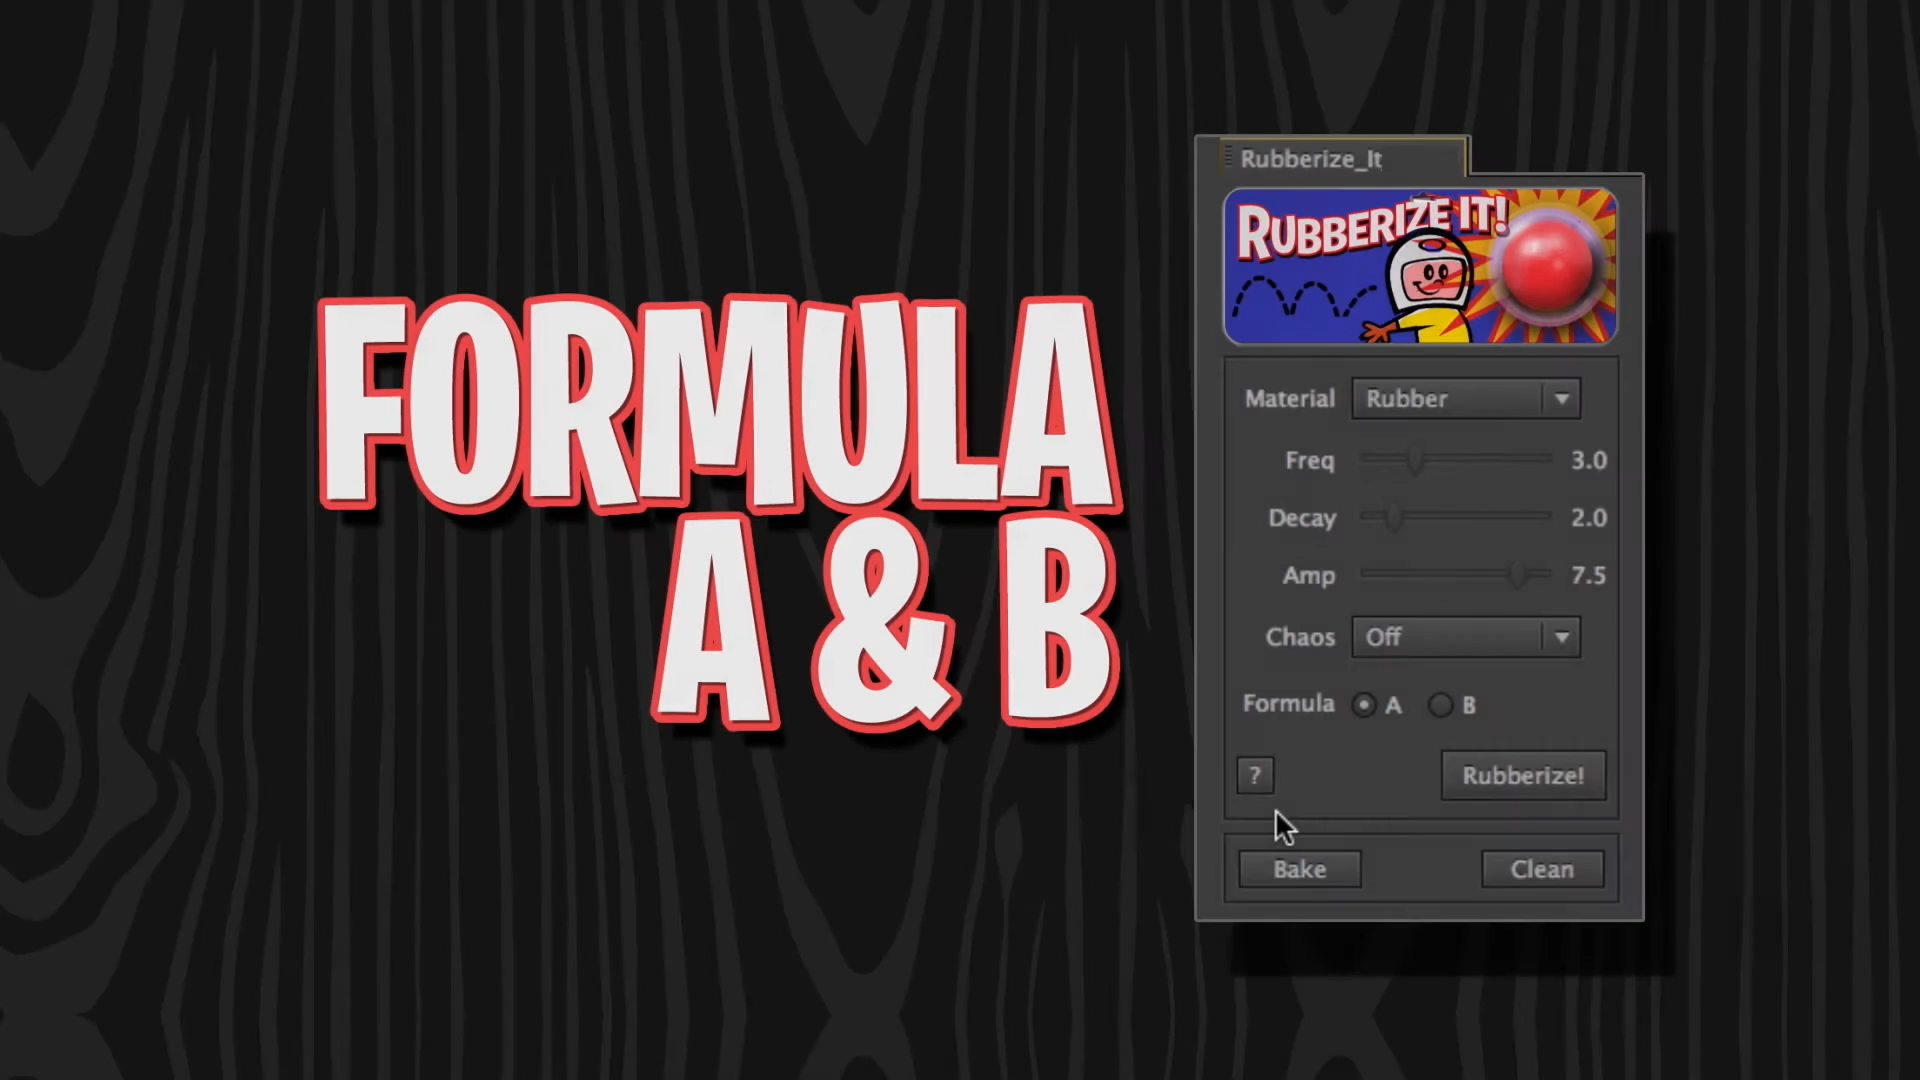 FORMULA
A & B
Rubberize_It
RUBBERIZE IT!
Material Rubber
Freq 3.0
Decay 2.0
Amp 7.5
Chaos Off
Formula A B
? Rubberize!
Bake Clean